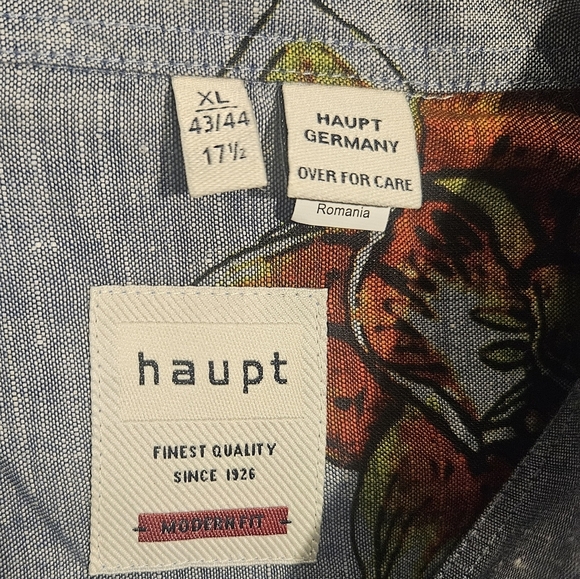 XL
43/44
17½
HAUPT
GERMANY
OVER FOR CARE
Romania
haupt
FINEST QUALITY
SINCE 1926
MODERN FIT